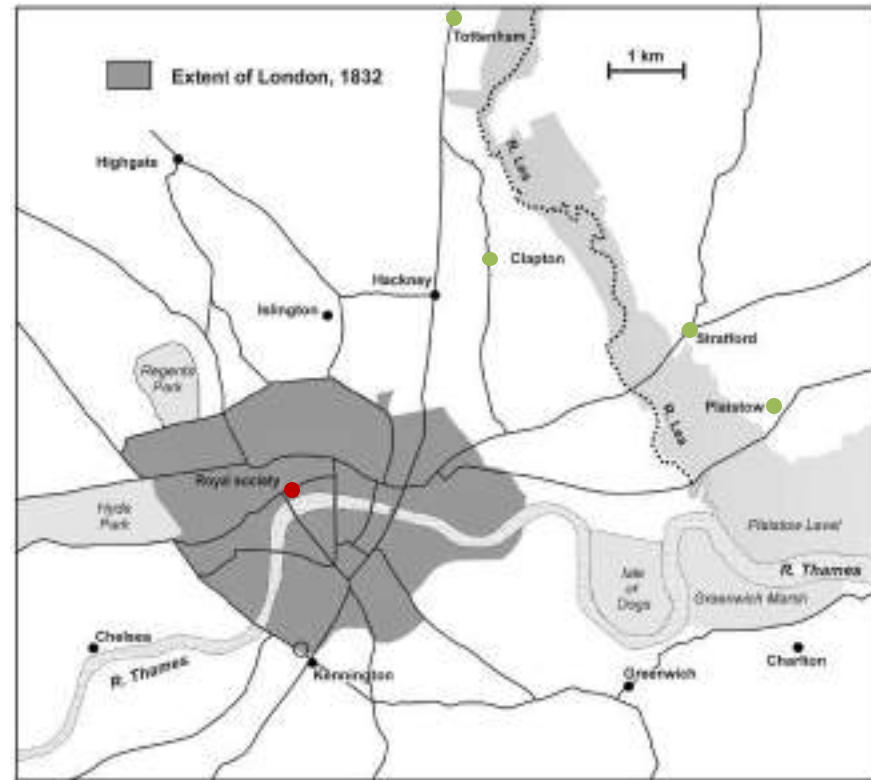 Tottenham
1 km
Extent of London, 1832
Highgate
R. Lea
Clapton
Hackney
Islington
Stratford
Regents
Park
Plaistow
R. Lea
Royal society
Hyde
Park
Plaistow Level
R. Thames
Isle
of
Dogs
Greenwich Marsh
Chelsea
R. Thames
Kennington
Greenwich
Charlton